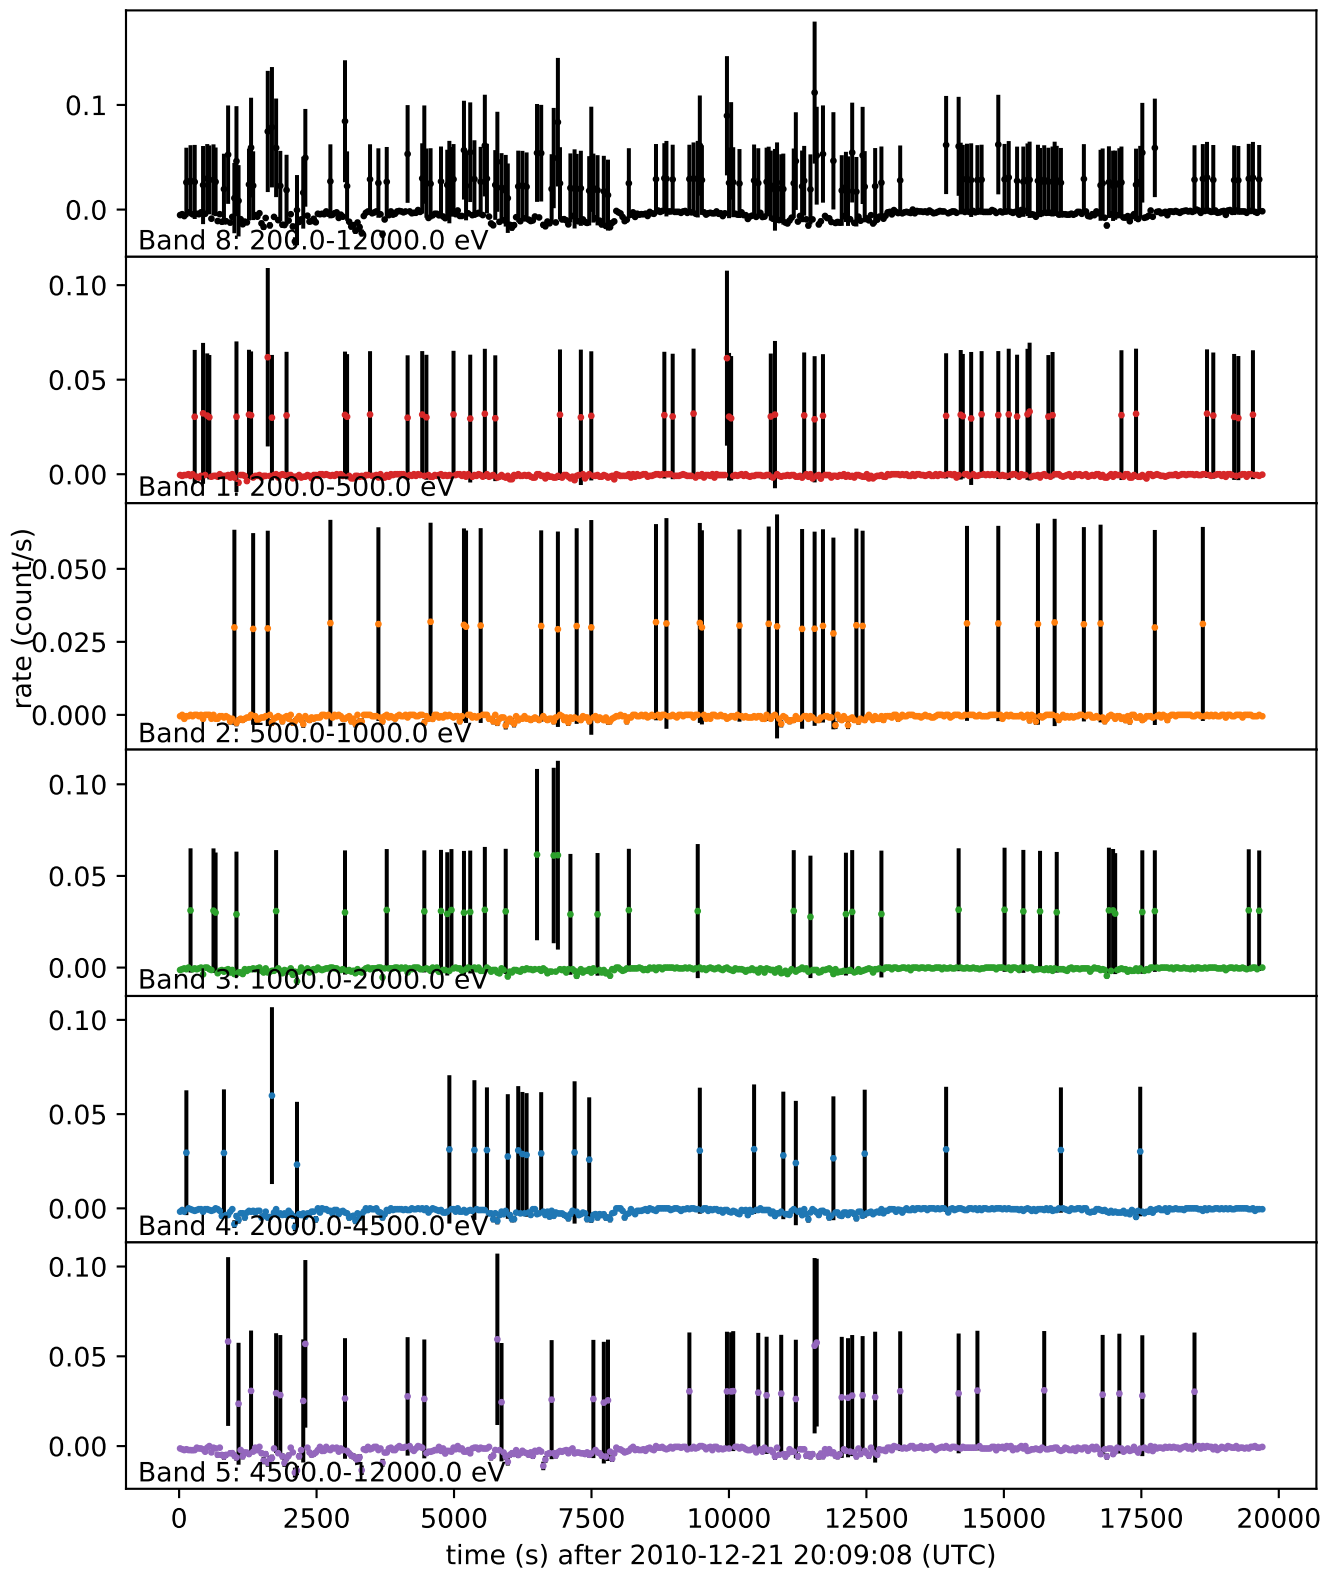 0.1
0.0
Band 8: 200.0-12000.0 eV
0.10
0.05
0.00
Band 1: 200.0-500.0 eV
rate (count/s)
0.050
0.025
0.000
Band 2: 500.0-1000.0 eV
0.10
0.05
0.00
Band 3: 1000.0-2000.0 eV
0.10
0.05
0.00
Band 4: 2000.0-4500.0 eV
0.10
0.05
0.00
Band 5: 4500.0-12000.0 eV
0 2500 5000 7500 10000 12500 15000 17500 20000
time (s) after 2010-12-21 20:09:08 (UTC)